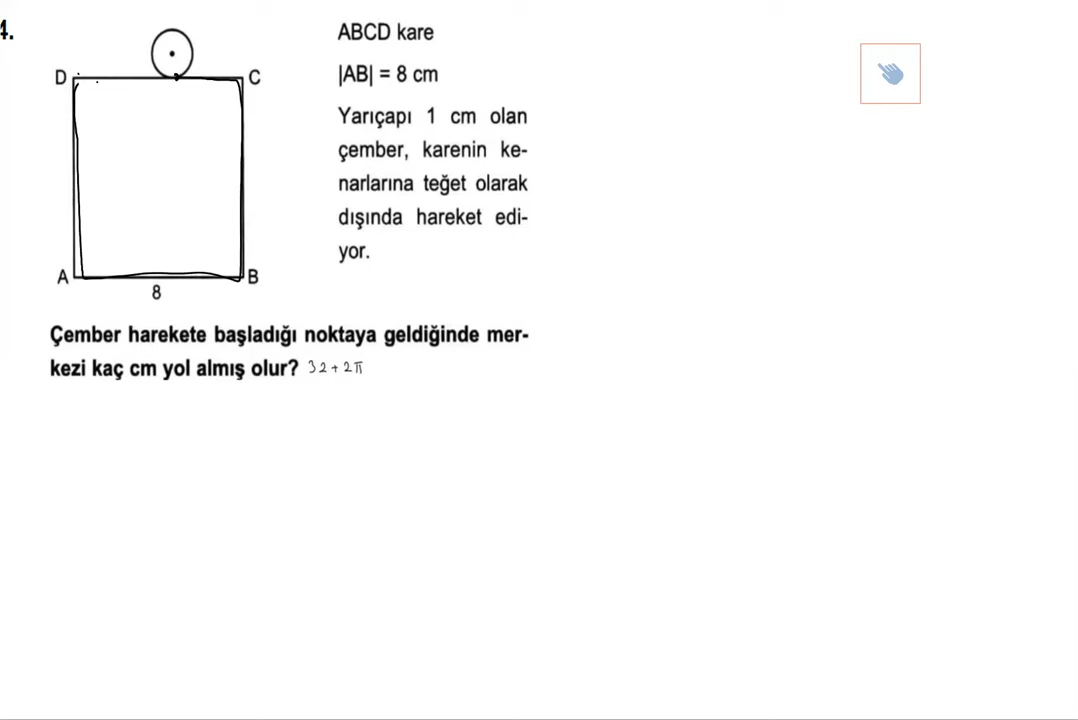 4.
D
C
A
B
8
ABCD kare
|AB| = 8 cm
Yarıçapı 1 cm olan
çember, karenin ke-
narlarına teğet olarak
dışında hareket edi-
yor.
Çember harekete başladığı noktaya geldiğinde mer-
kezi kaç cm yol almış olur? 32+2π